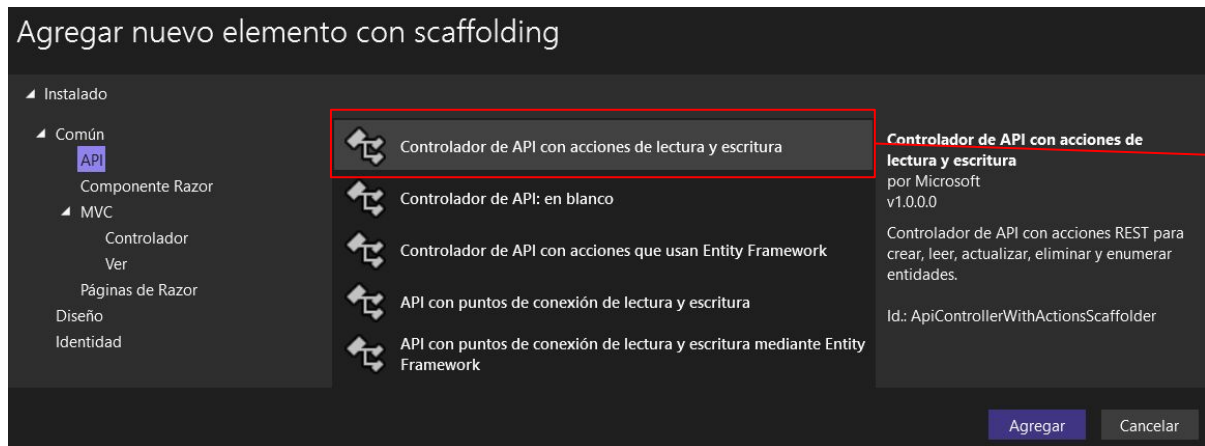 Agregar nuevo elemento con scaffolding
Instalado
Común
API
Componente Razor
MVC
Controlador
Ver
Páginas de Razor
Diseño
Identidad
Controlador de API con acciones de lectura y escritura
Controlador de API: en blanco
Controlador de API con acciones que usan Entity Framework
API con puntos de conexión de lectura y escritura
API con puntos de conexión de lectura y escritura mediante Entity
Framework
Controlador de API con acciones de
lectura y escritura
por Microsoft
v1.0.0.0
Controlador de API con acciones REST para
crear, leer, actualizar, eliminar y enumerar
entidades.
Id.: ApiControllerWithActionsScaffolder
Agregar
Cancelar